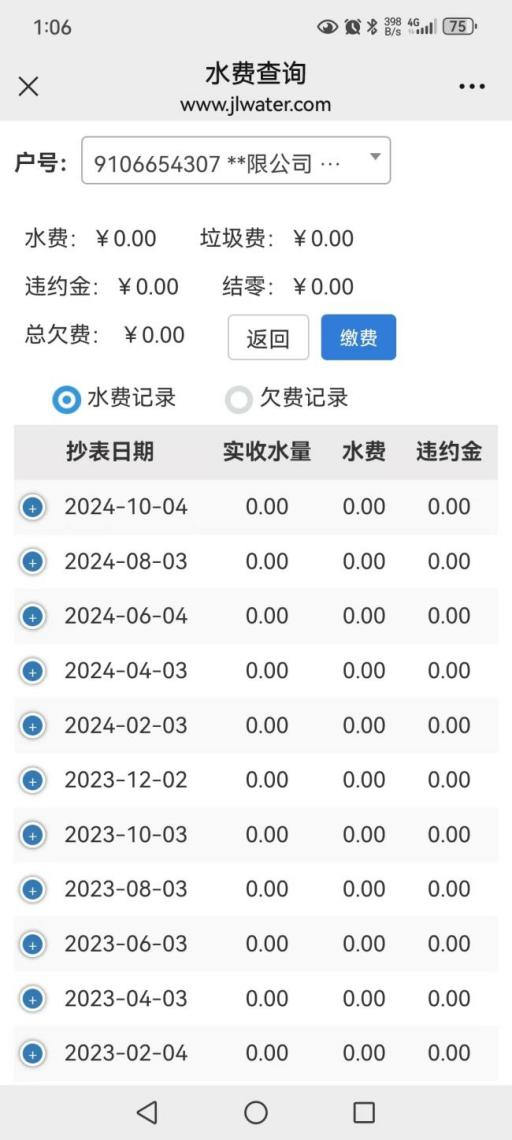 1:06 398 B/s 4G 75
水费查询
www.jlwater.com
户号: 9106654307 **限公司 ···
水费: ￥0.00 垃圾费: ￥0.00
违约金: ￥0.00 结零: ￥0.00
总欠费: ￥0.00 返回 缴费
水费记录 欠费记录
抄表日期 实收水量 水费 违约金
+ 2024-10-04 0.00 0.00 0.00
+ 2024-08-03 0.00 0.00 0.00
+ 2024-06-04 0.00 0.00 0.00
+ 2024-04-03 0.00 0.00 0.00
+ 2024-02-03 0.00 0.00 0.00
+ 2023-12-02 0.00 0.00 0.00
+ 2023-10-03 0.00 0.00 0.00
+ 2023-08-03 0.00 0.00 0.00
+ 2023-06-03 0.00 0.00 0.00
+ 2023-04-03 0.00 0.00 0.00
+ 2023-02-04 0.00 0.00 0.00